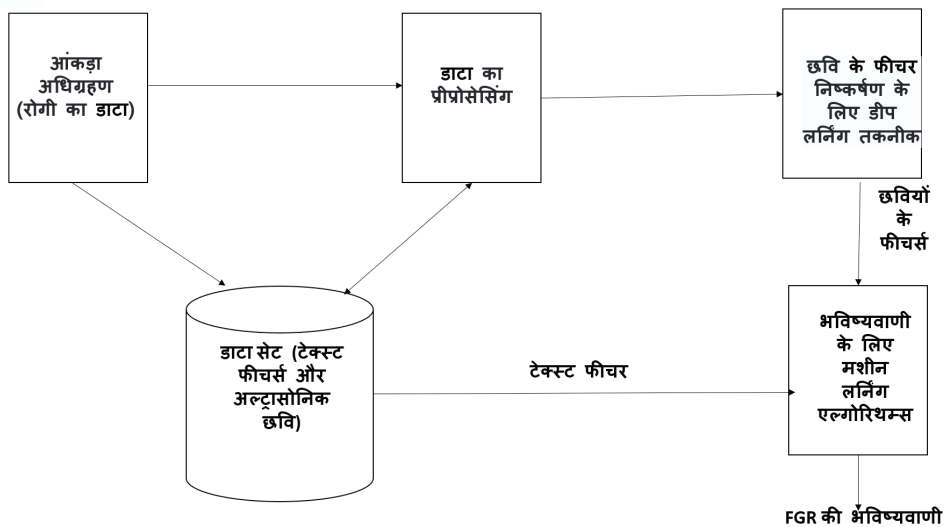 आंकड़ा
अधिग्रहण
(रोगी का डाटा)
डाटा का
प्रीप्रोसेसिंग
छवि के फीचर
निष्कर्षण के
लिए डीप
लर्निंग तकनीक
छवियों
के
फीचर्स
डाटा सेट (टेक्स्ट
फीचर्स और
अल्ट्रासोनिक
छवि)
टेक्स्ट फीचर
भविष्यवाणी
के लिए
मशीन
लर्निंग
एल्गोरिथम्स
FGR की भविष्यवाणी